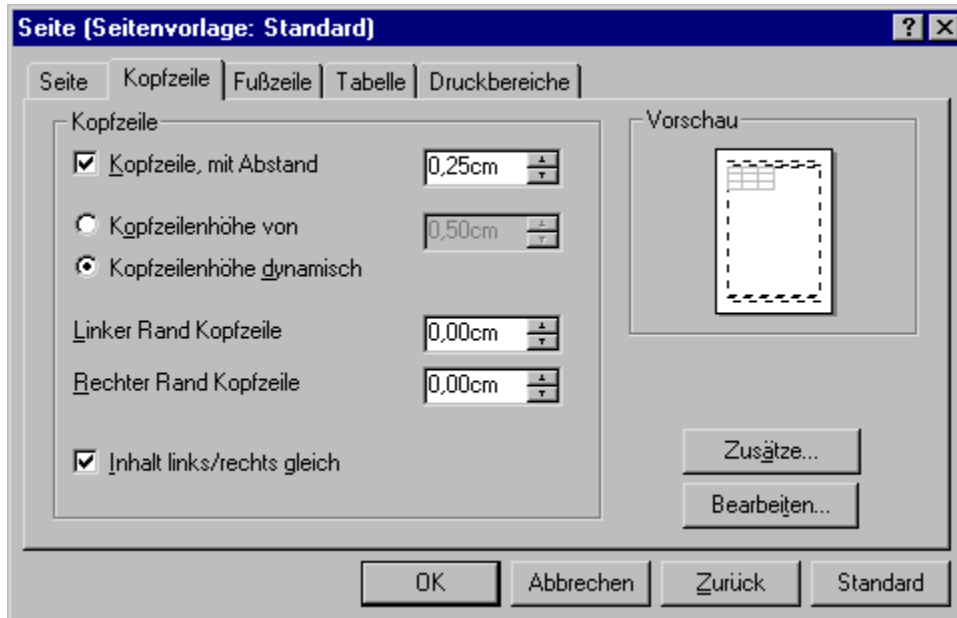 Seite (Seitenvorlage: Standard)
Seite Kopfzeile Fußzeile Tabelle Druckbereiche
Kopfzeile
Kopfzeile, mit Abstand 0,25cm
Kopfzeilenhöhe von 0,50cm
Kopfzeilenhöhe dynamisch
Linker Rand Kopfzeile 0,00cm
Rechter Rand Kopfzeile 0,00cm
Inhalt links/rechts gleich
Vorschau
Zusätze...
Bearbeiten...
OK Abbrechen Zurück Standard